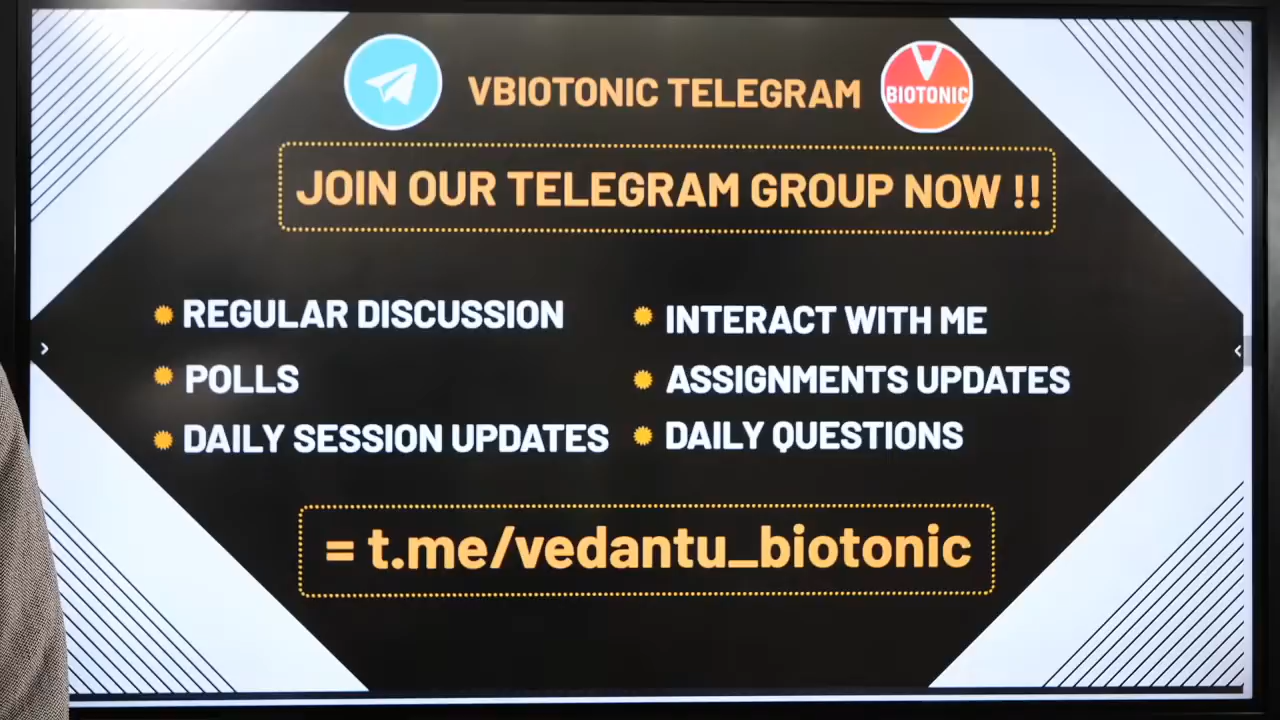 VBIOTONIC TELEGRAM
BIOTONIC
JOIN OUR TELEGRAM GROUP NOW !!
REGULAR DISCUSSION
POLLS
DAILY SESSION UPDATES
INTERACT WITH ME
ASSIGNMENTS UPDATES
DAILY QUESTIONS
= t.me/vedantu_biotonic